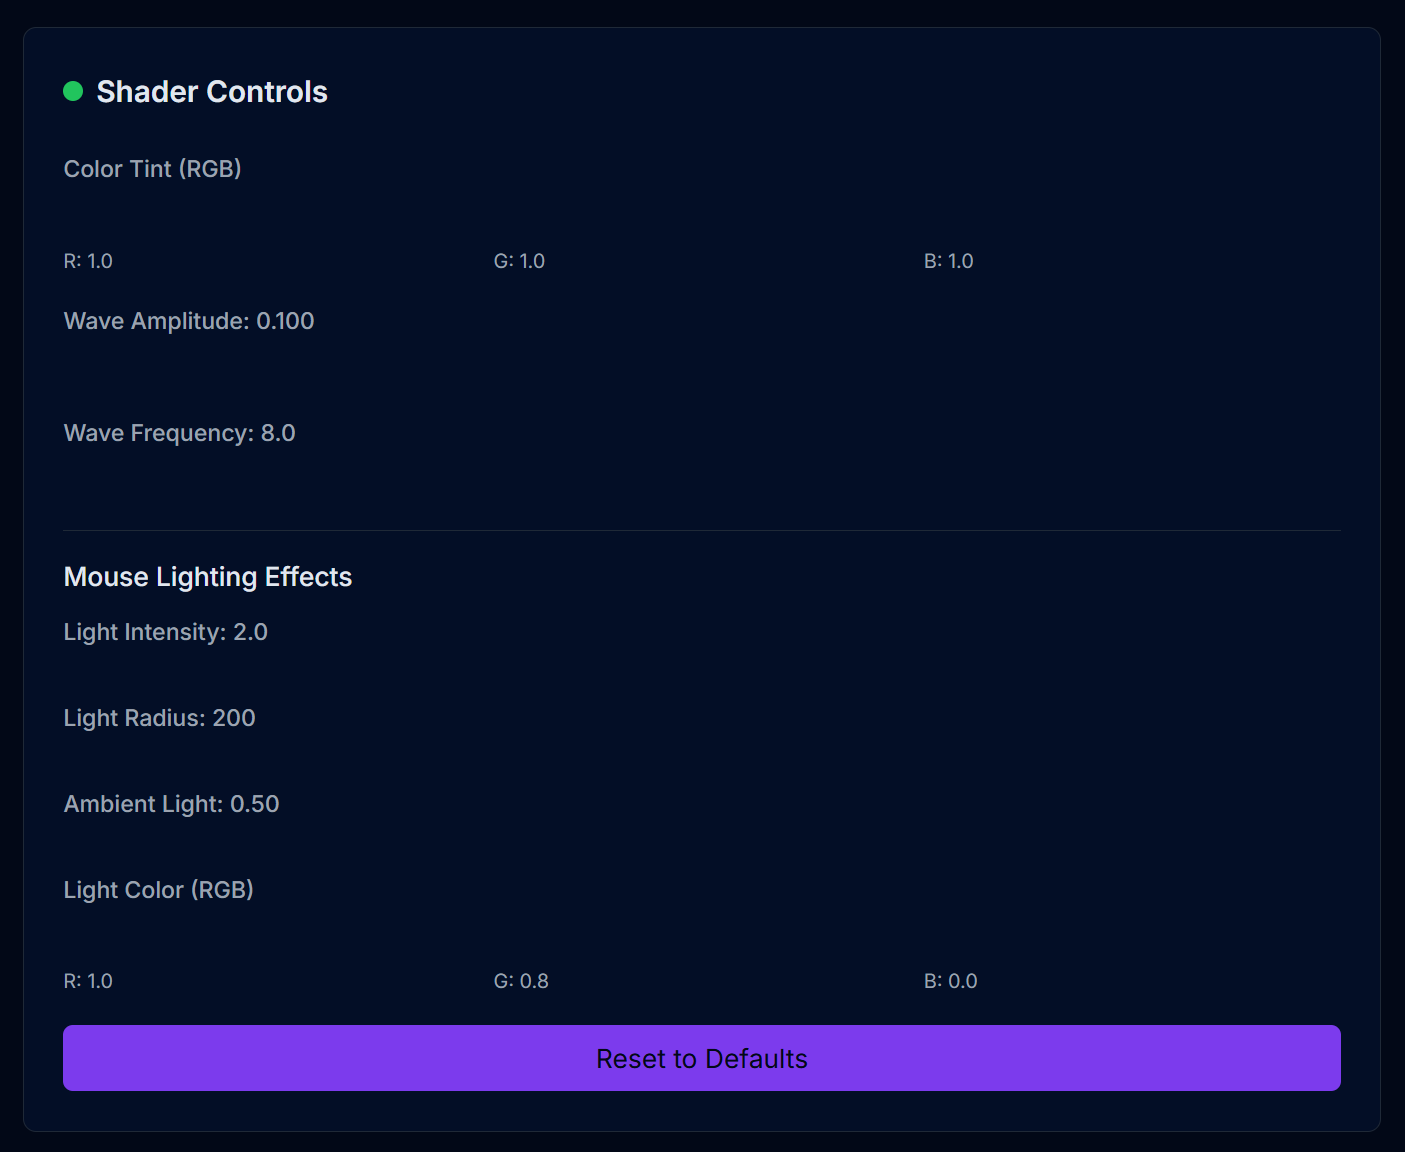 Shader Controls
Color Tint (RGB)
R: 1.0 G: 1.0 B: 1.0
Wave Amplitude: 0.100
Wave Frequency: 8.0
Mouse Lighting Effects
Light Intensity: 2.0
Light Radius: 200
Ambient Light: 0.50
Light Color (RGB)
R: 1.0 G: 0.8 B: 0.0
Reset to Defaults